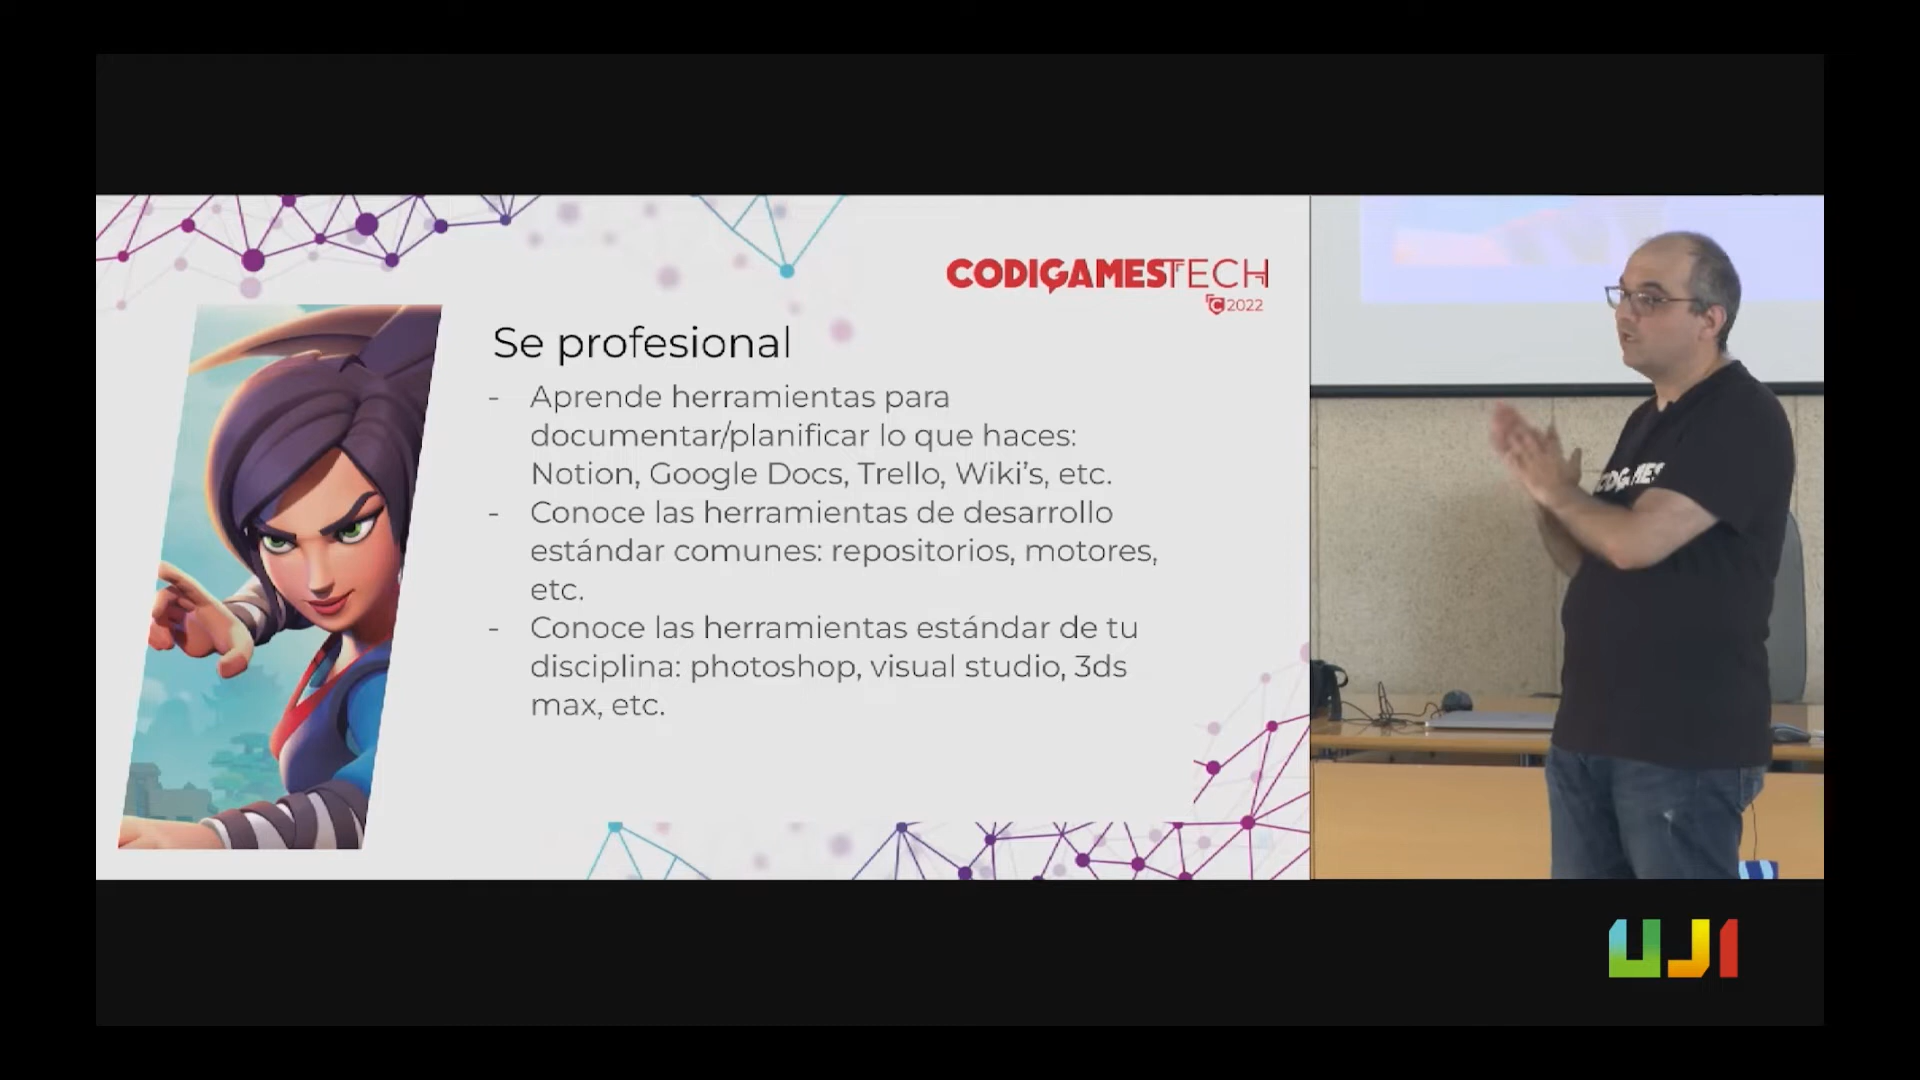 CODIGAMESTECH
C 2022
Se profesional
- Aprende herramientas para
documentar/planificar lo que haces:
Notion, Google Docs, Trello, Wiki's, etc.
- Conoce las herramientas de desarrollo
estándar comunes: repositorios, motores,
etc.
- Conoce las herramientas estándar de tu
disciplina: photoshop, visual studio, 3ds
max, etc.
CODIGAMES
UJI